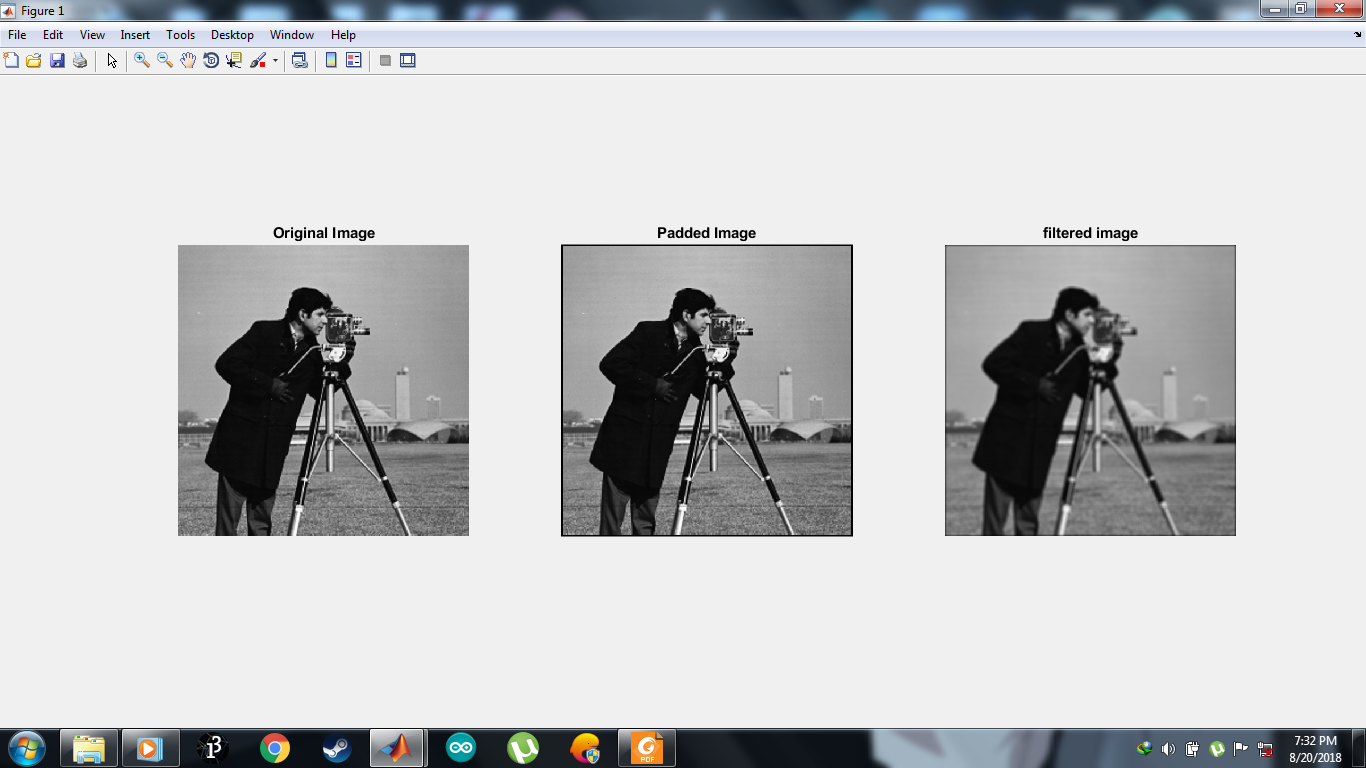 Figure 1
File Edit View Insert Tools Desktop Window Help
Original Image Padded Image filtered image
PDF
7:32 PM
8/20/2018